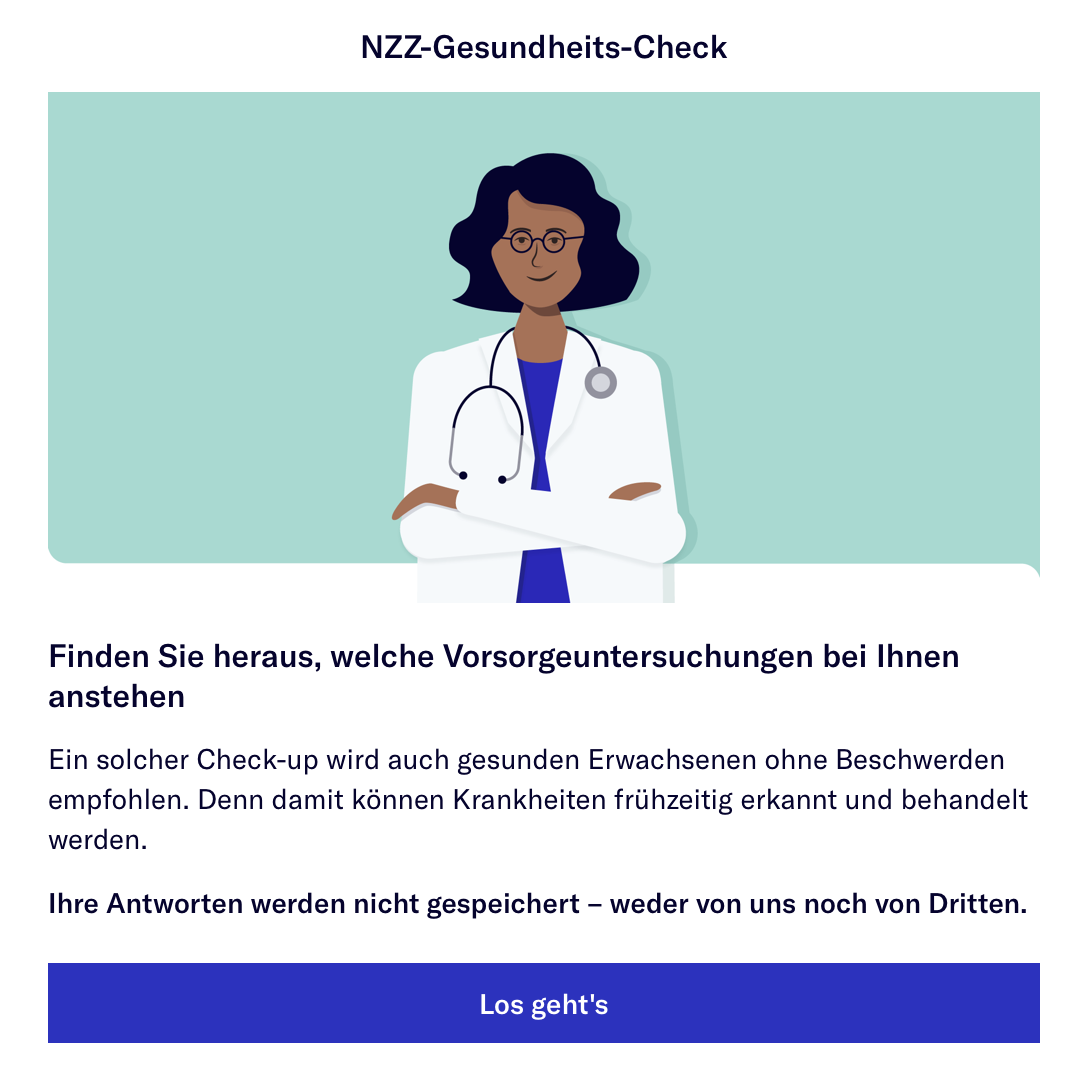 NZZ-Gesundheits-Check
Finden Sie heraus, welche Vorsorgeuntersuchungen bei Ihnen
anstehen
Ein solcher Check-up wird auch gesunden Erwachsenen ohne Beschwerden
empfohlen. Denn damit können Krankheiten frühzeitig erkannt und behandelt
werden.
Ihre Antworten werden nicht gespeichert – weder von uns noch von Dritten.
Los geht's